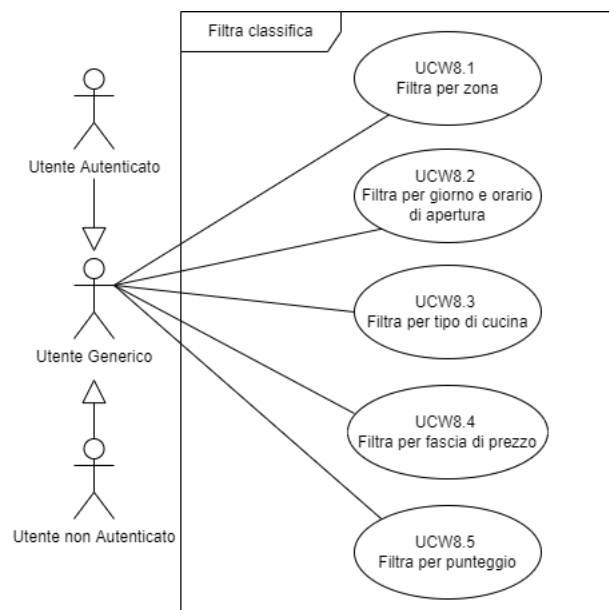 Filtra classifica
UCW8.1
Filtra per zona
Utente Autenticato
UCW8.2
Filtra per giorno e orario
di apertura
UCW8.3
Filtra per tipo di cucina
Utente Generico
UCW8.4
Filtra per fascia di prezzo
Utente non Autenticato
UCW8.5
Filtra per punteggio